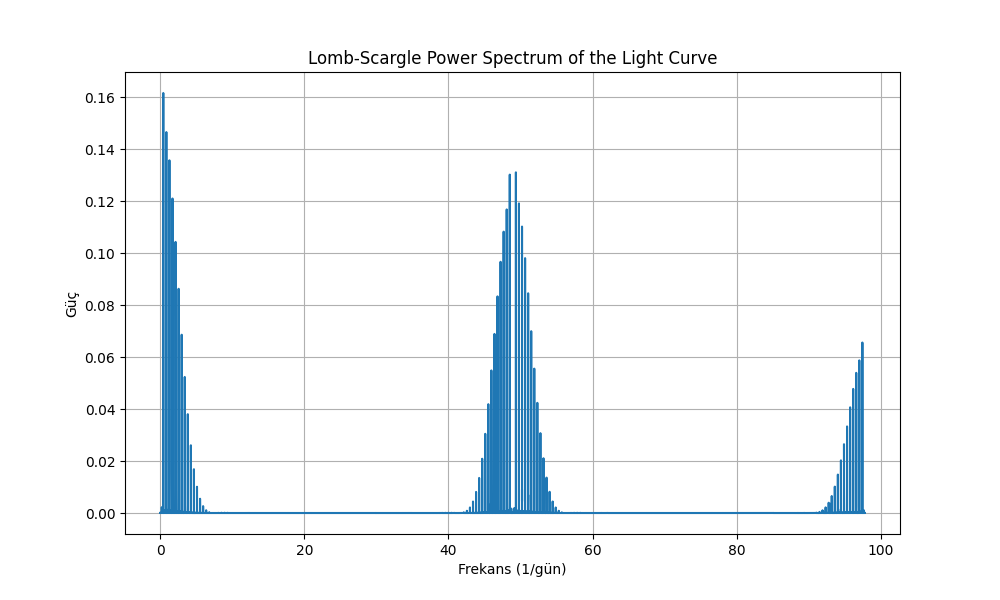 Lomb-Scargle Power Spectrum of the Light Curve
0.16
0.14
0.12
0.10
0.08
0.06
0.04
0.02
0.00
Güç
0 20 40 60 80 100
Frekans (1/gün)